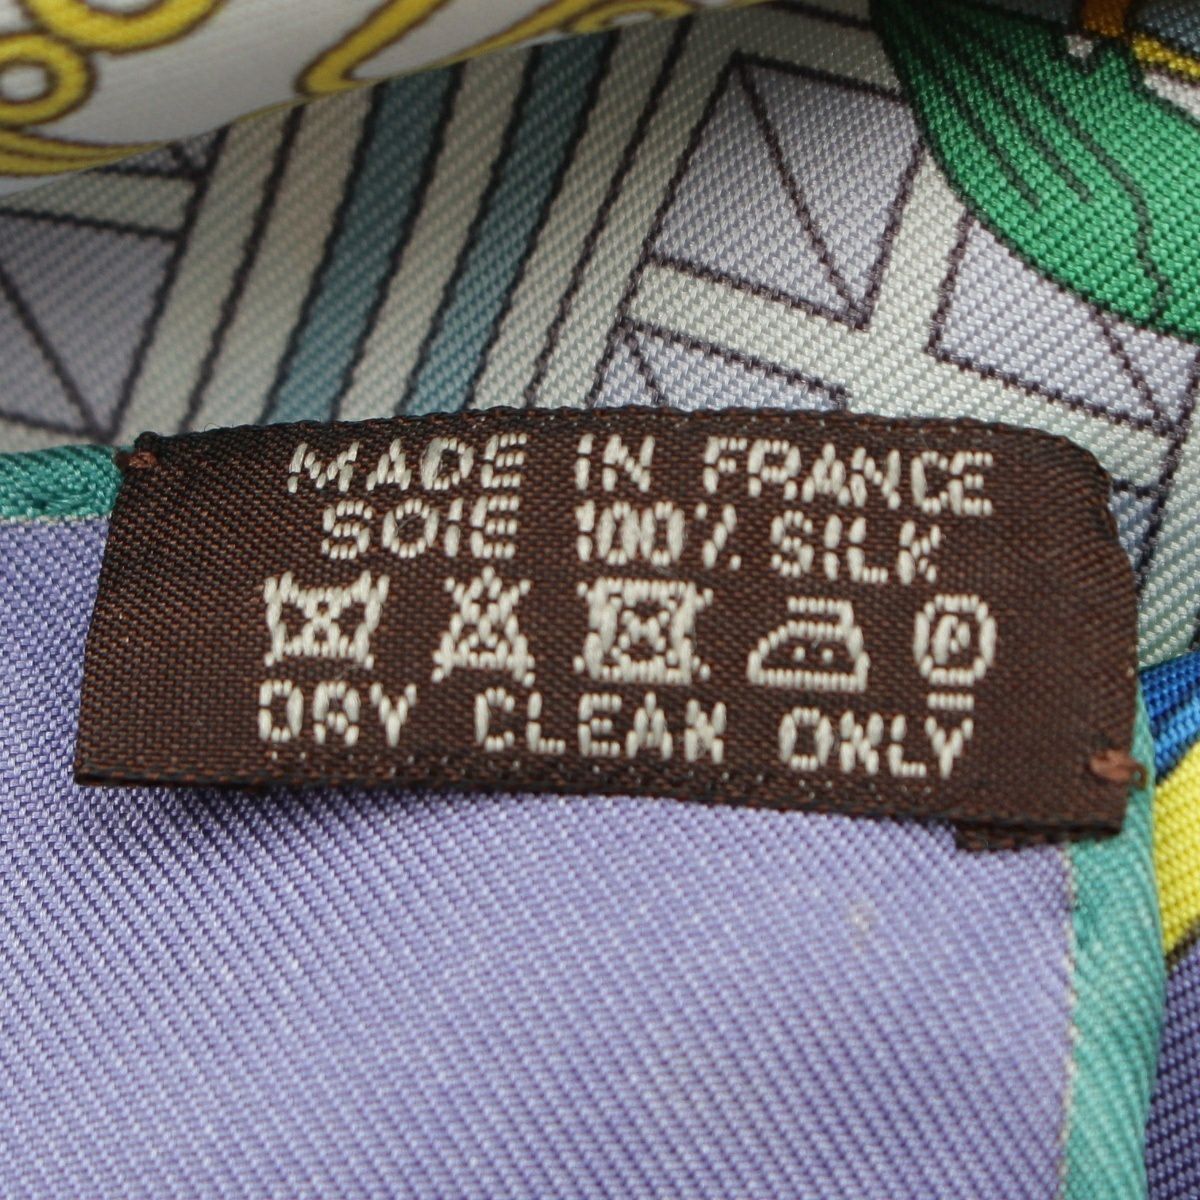 MADE IN FRANCE
SOIE 100% SILK
P
DRY CLEAN ONLY